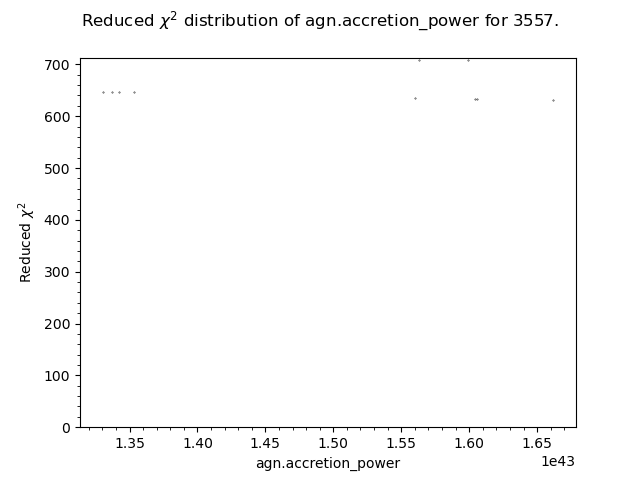 Reduced χ² distribution of agn.accretion_power for 3557.
700
600
500
400
300
200
100
0
Reduced χ²
1.35 1.40 1.45 1.50 1.55 1.60 1.65
agn.accretion_power
1e43